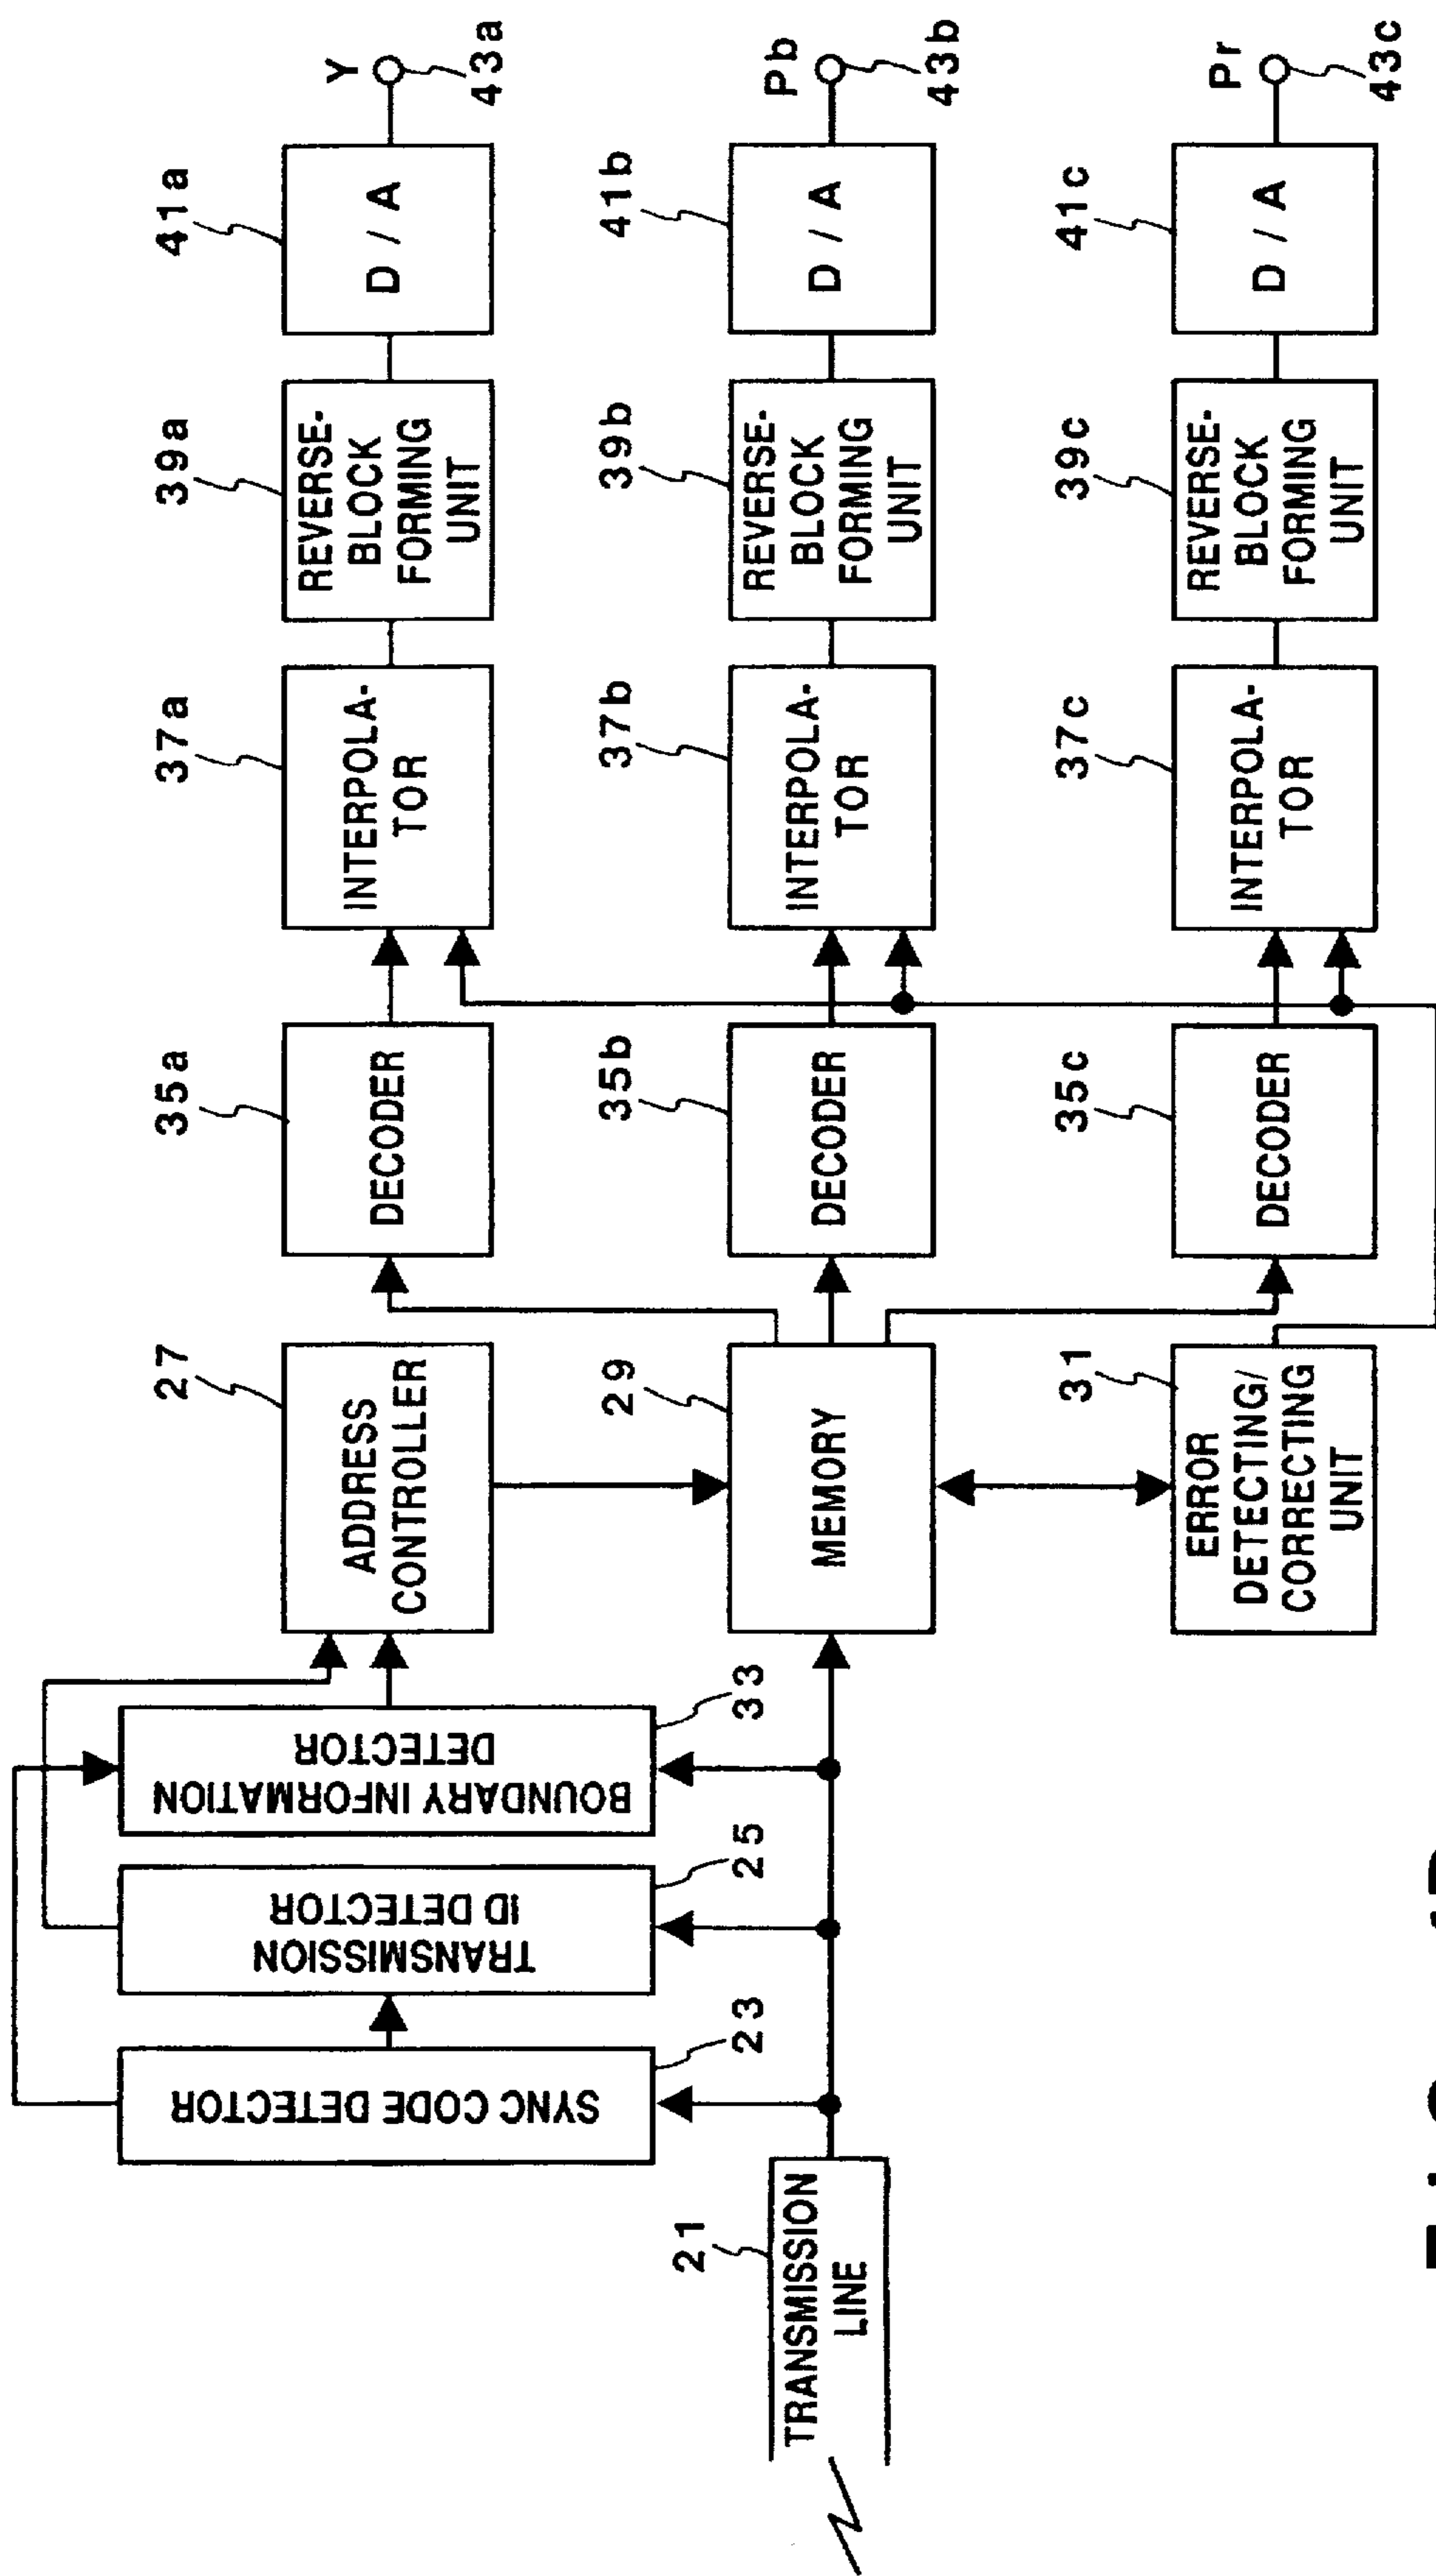 21
TRANSMISSION
LINE
SYNC CODE DETECTOR
23
TRANSMISSION
ID DETECTOR
25
BOUNDARY INFORMATION
DETECTOR
33
27
ADDRESS
CONTROLLER
29
MEMORY
31
ERROR
DETECTING/
CORRECTING
UNIT
35a
DECODER
35b
DECODER
35c
DECODER
37a
INTERPOLA-
TOR
37b
INTERPOLA-
TOR
37c
INTERPOLA-
TOR
39a
REVERSE-
BLOCK
FORMING
UNIT
39b
REVERSE-
BLOCK
FORMING
UNIT
39c
REVERSE-
BLOCK
FORMING
UNIT
41a
D/A
41b
D/A
41c
D/A
Y
43a
Pb
43b
Pr
43c